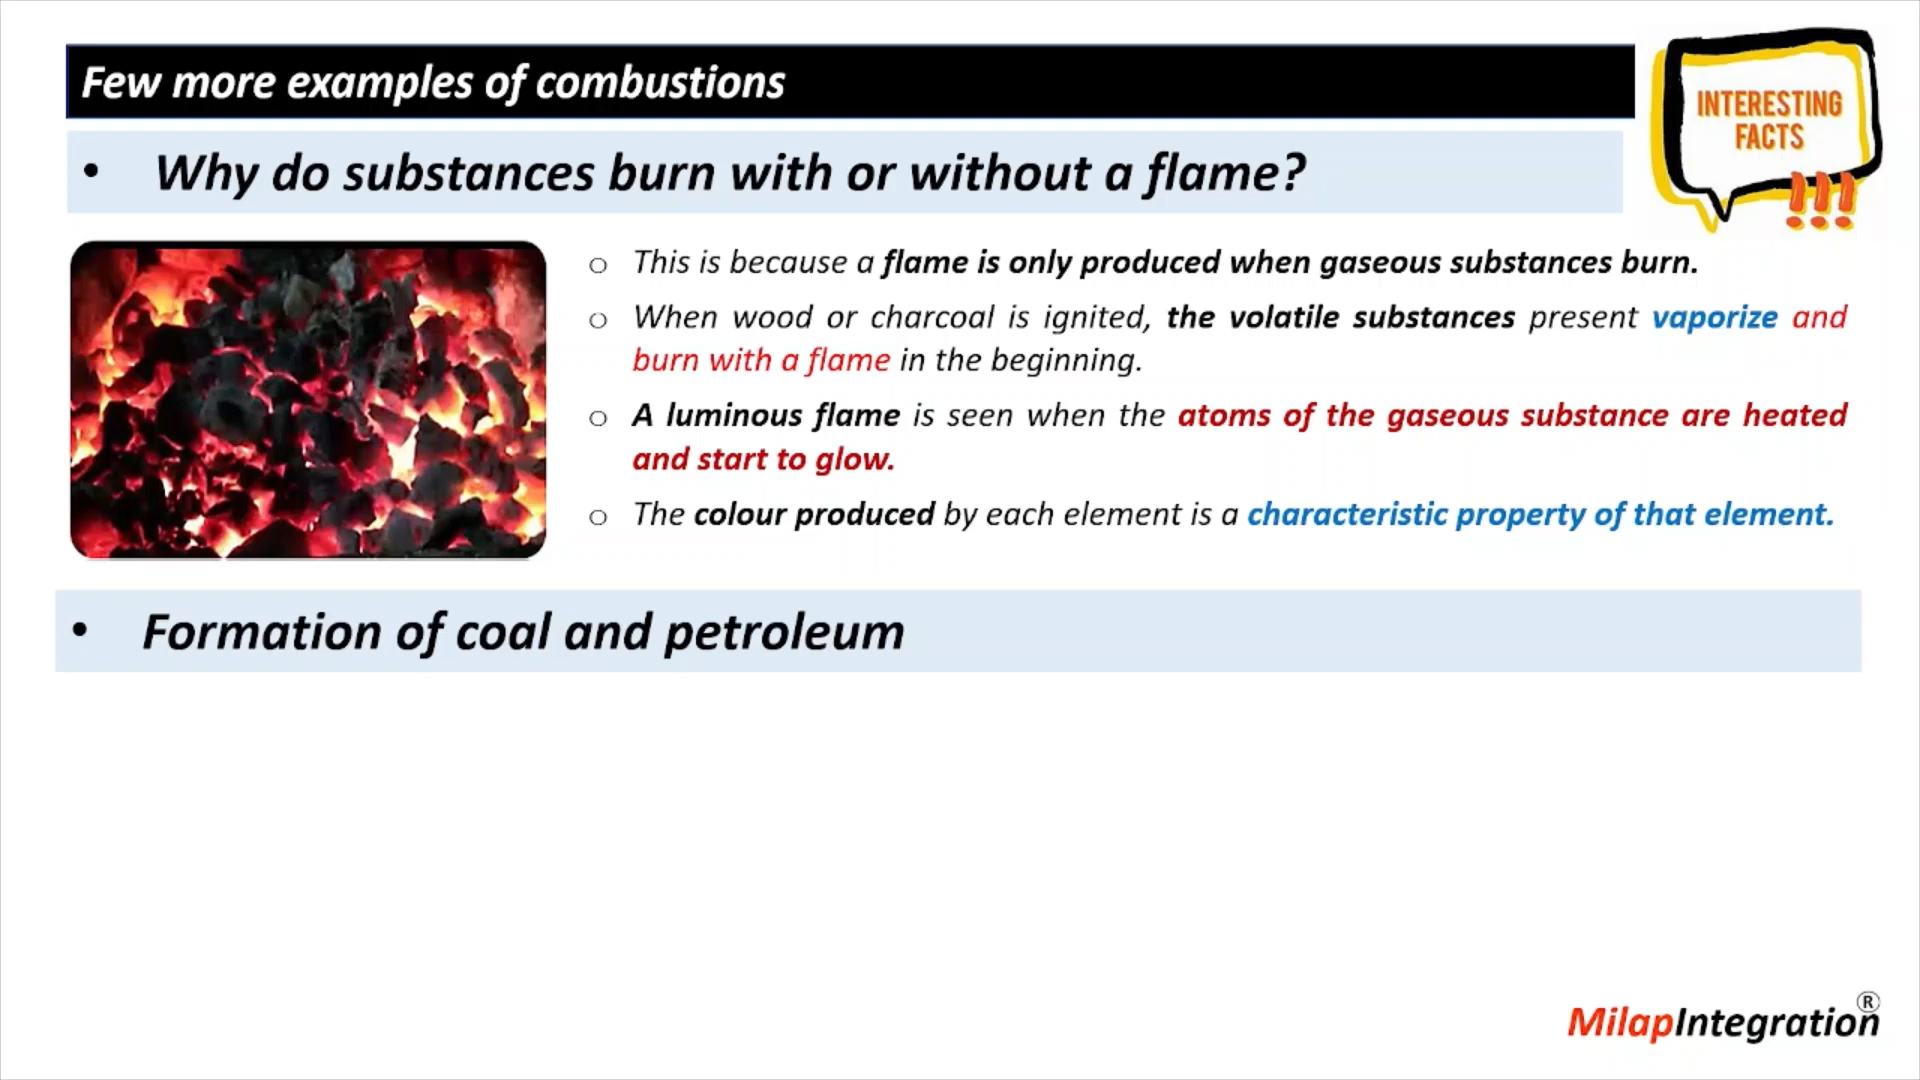 Few more examples of combustions
INTERESTING
FACTS
!!!
• Why do substances burn with or without a flame?
o This is because a flame is only produced when gaseous substances burn.
o When wood or charcoal is ignited, the volatile substances present vaporize and
burn with a flame in the beginning.
o A luminous flame is seen when the atoms of the gaseous substance are heated
and start to glow.
o The colour produced by each element is a characteristic property of that element.
• Formation of coal and petroleum
MilapIntegration®